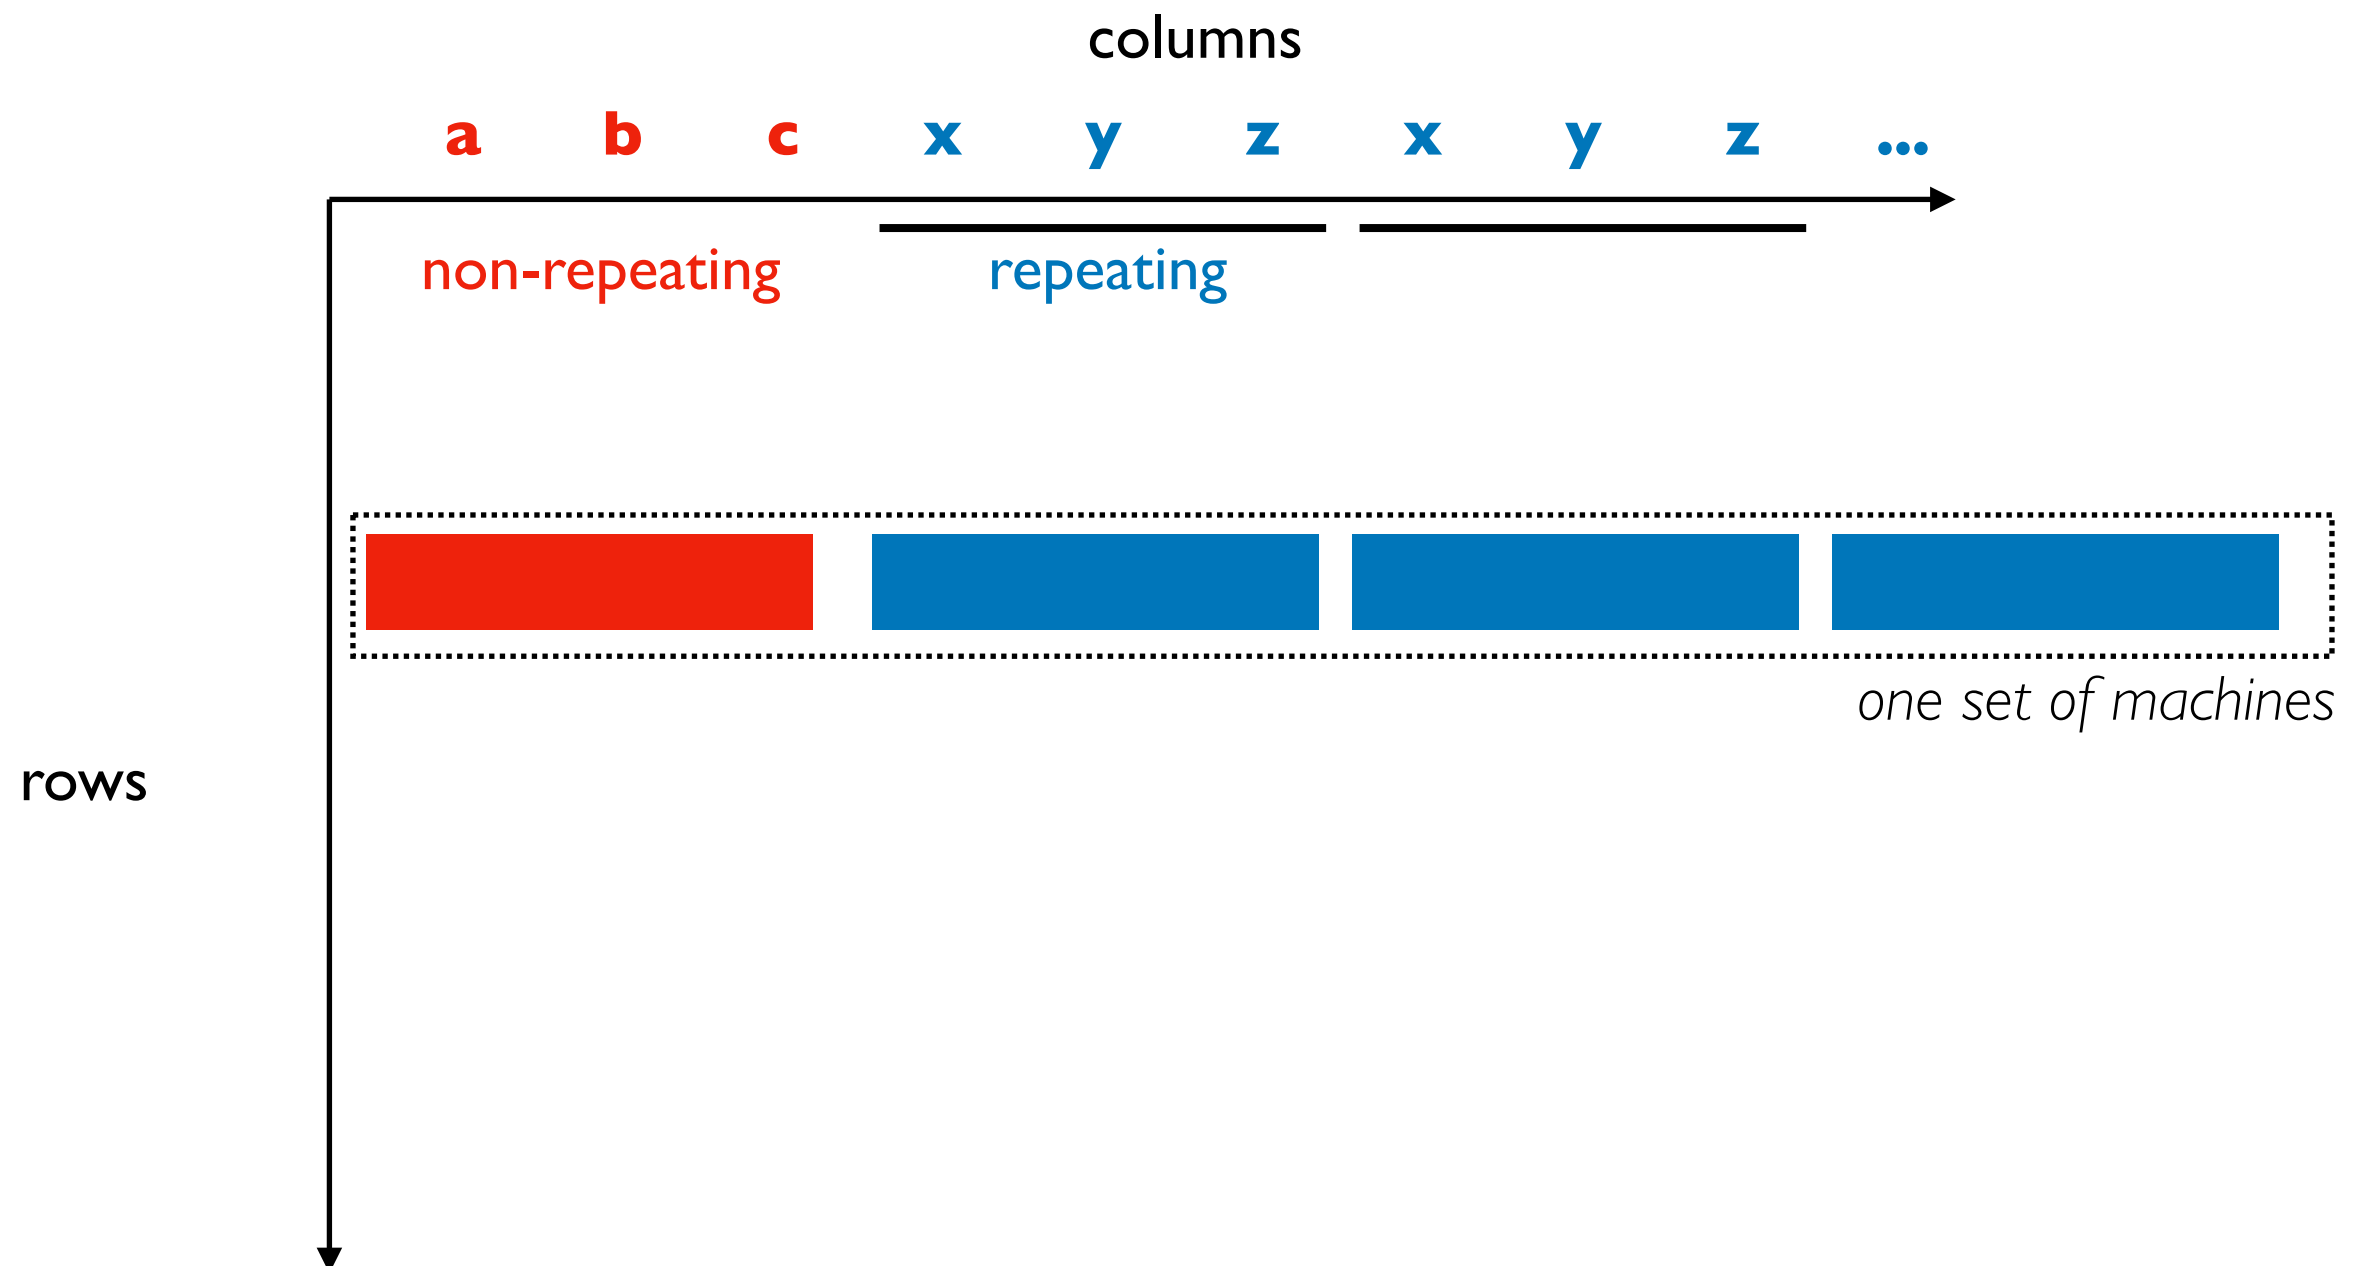 columns
a b c x y z x y z ...
non-repeating repeating
one set of machines
rows